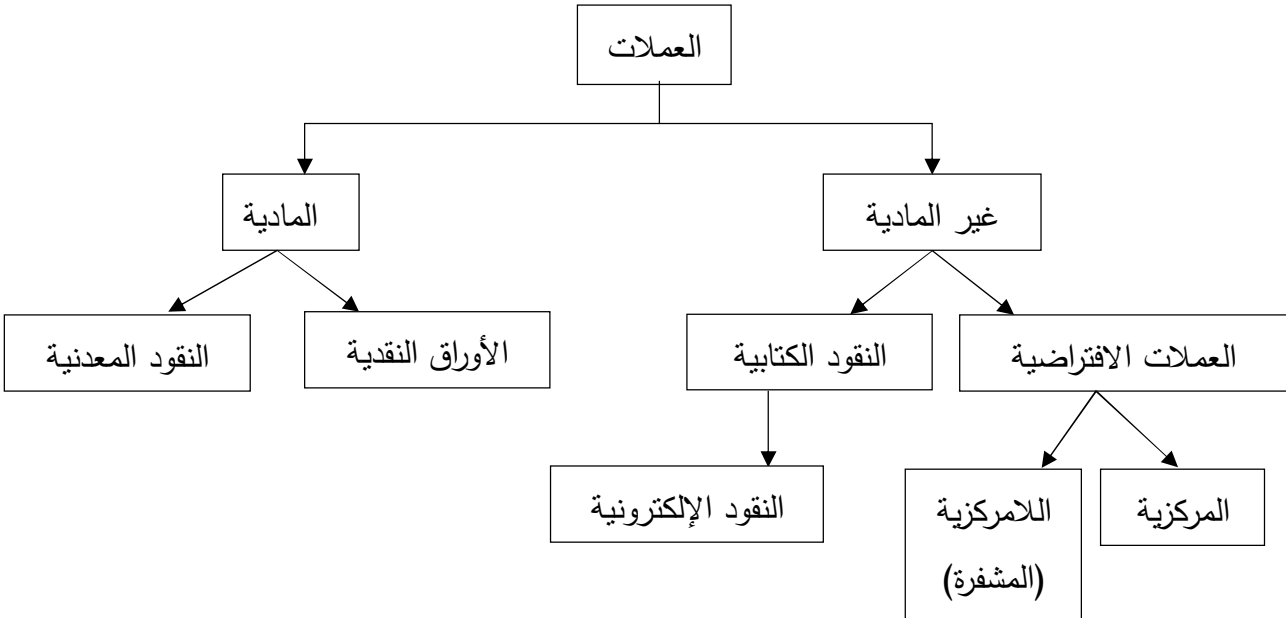 العملات
غير المادية
المادية
العملات الافتراضية
النقود الكتابية
الأوراق النقدية
النقود المعدنية
المركزية
اللامركزية
(المشفرة)
النقود الإلكترونية